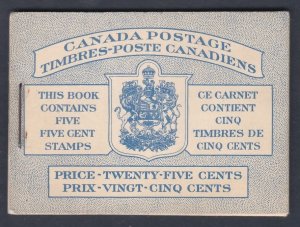 CANADA POSTAGE
TIMBRES-POSTE CANADIENS
THIS BOOK
CONTAINS
FIVE
FIVE CENT
STAMPS
CE CARNET
CONTIENT
CINQ
TIMBRES DE
CINQ CENTS
PRICE-TWENTY-FIVE CENTS
PRIX-VINGT-CINQ CENTS